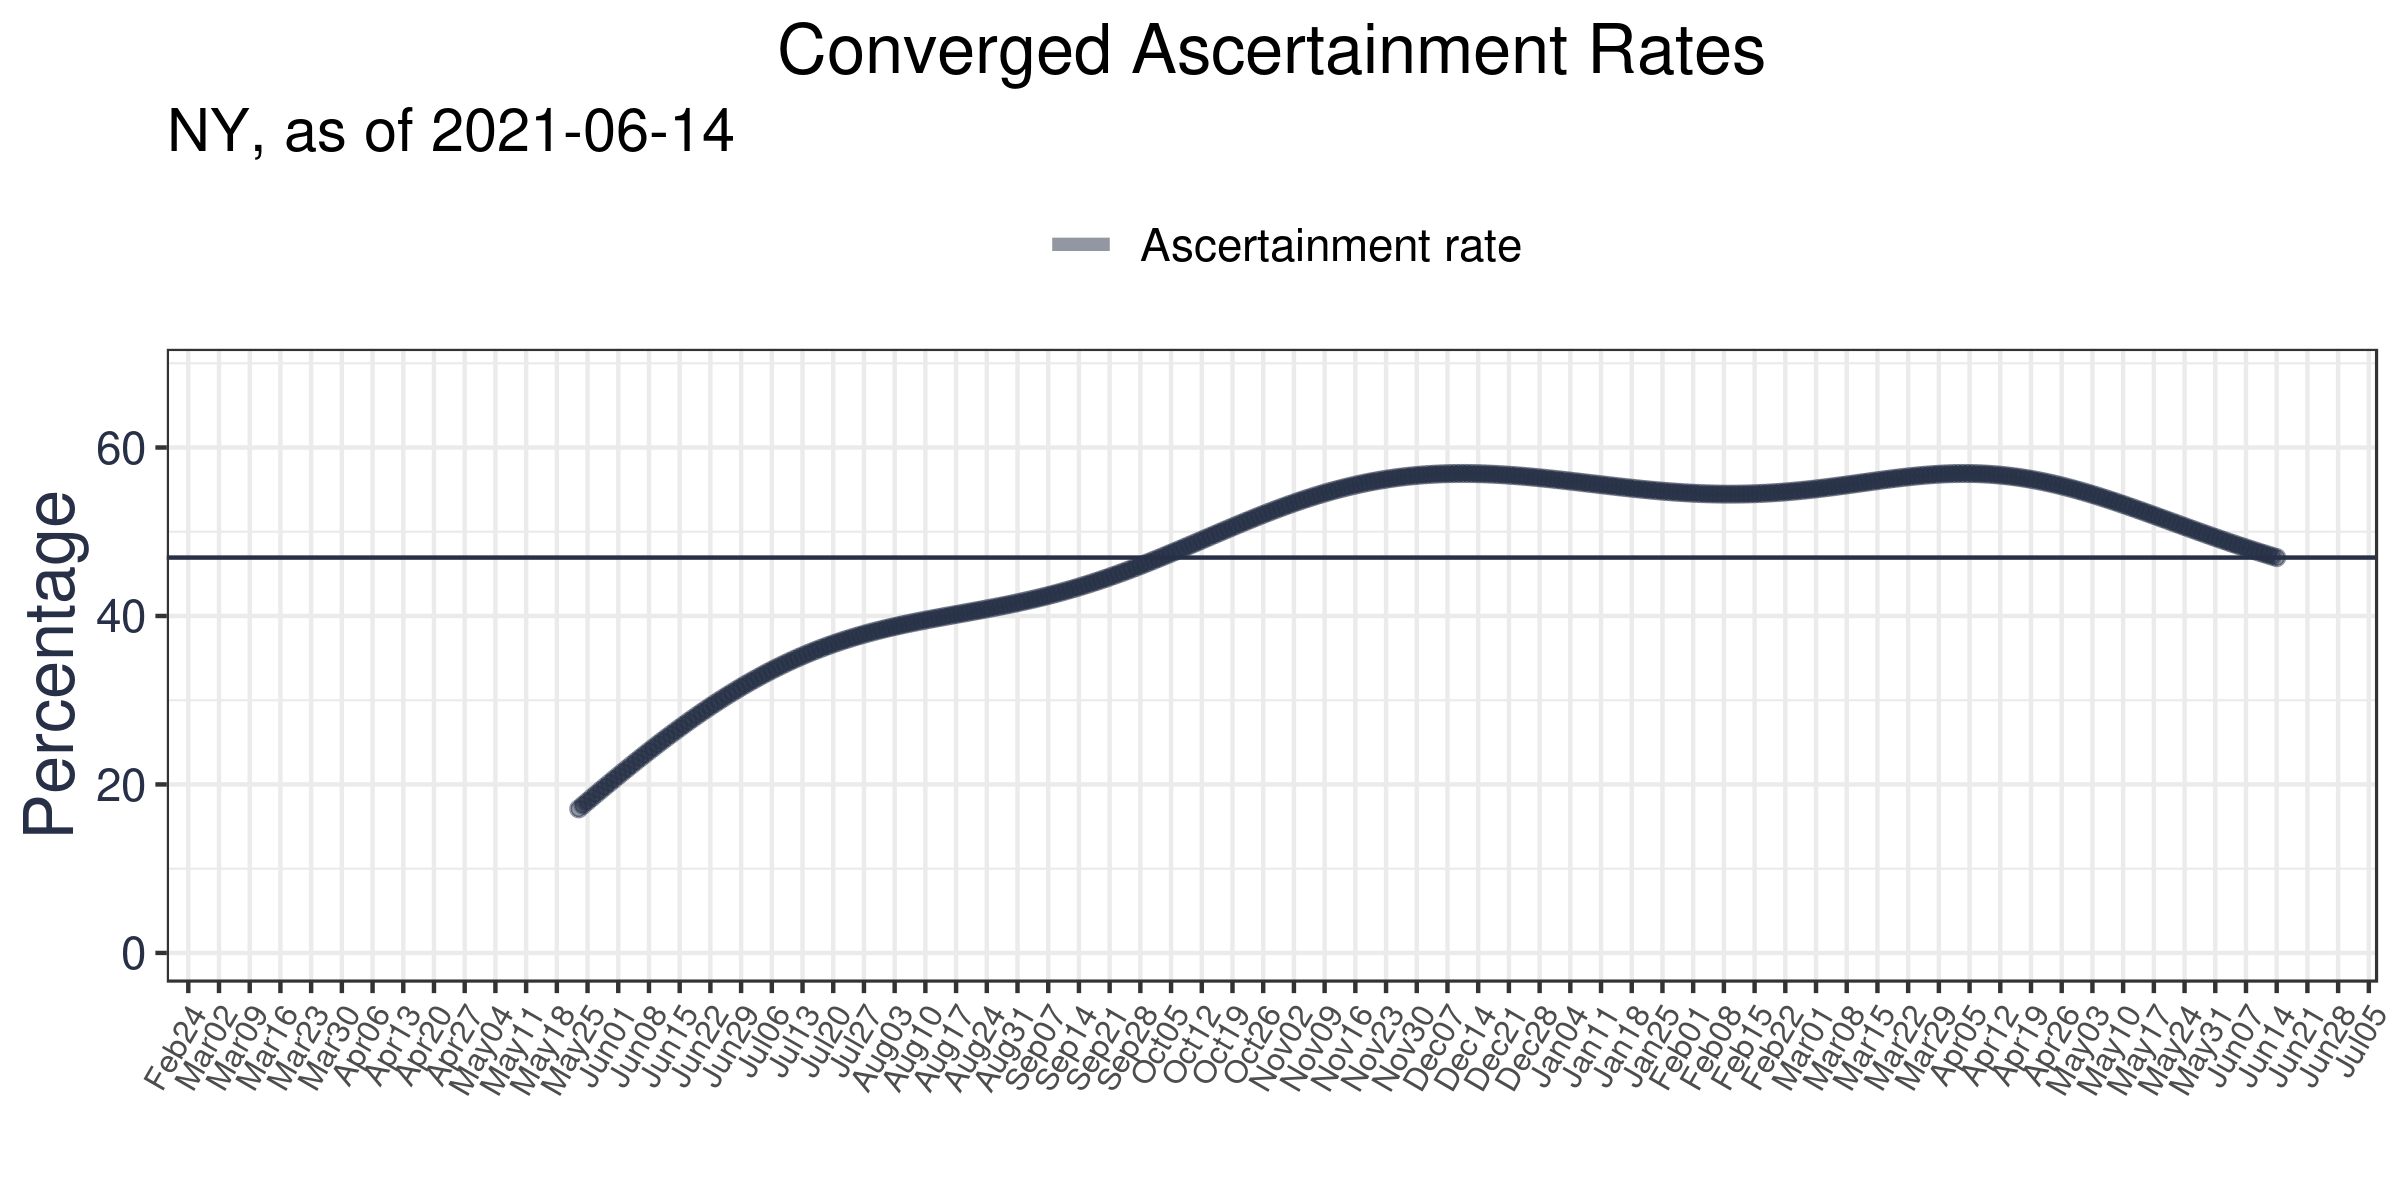 Converged Ascertainment Rates
NY, as of 2021-06-14
Ascertainment rate
Percentage
60
40
20
0
Feb24
Mar02
Mar09
Mar16
Mar23
Mar30
Apr06
Apr13
Apr20
Apr27
May04
May11
May18
May25
Jun01
Jun08
Jun15
Jun22
Jun29
Jul06
Jul13
Jul20
Jul27
Aug03
Aug10
Aug17
Aug24
Aug31
Sep07
Sep14
Sep21
Sep28
Oct05
Oct12
Oct19
Oct26
Nov02
Nov09
Nov16
Nov23
Nov30
Dec07
Dec14
Dec21
Dec28
Jan04
Jan11
Jan18
Jan25
Feb01
Feb08
Feb15
Feb22
Mar01
Mar08
Mar15
Mar22
Mar29
Apr05
Apr12
Apr19
Apr26
May03
May10
May17
May24
May31
Jun07
Jun14
Jun21
Jun28
Jul05